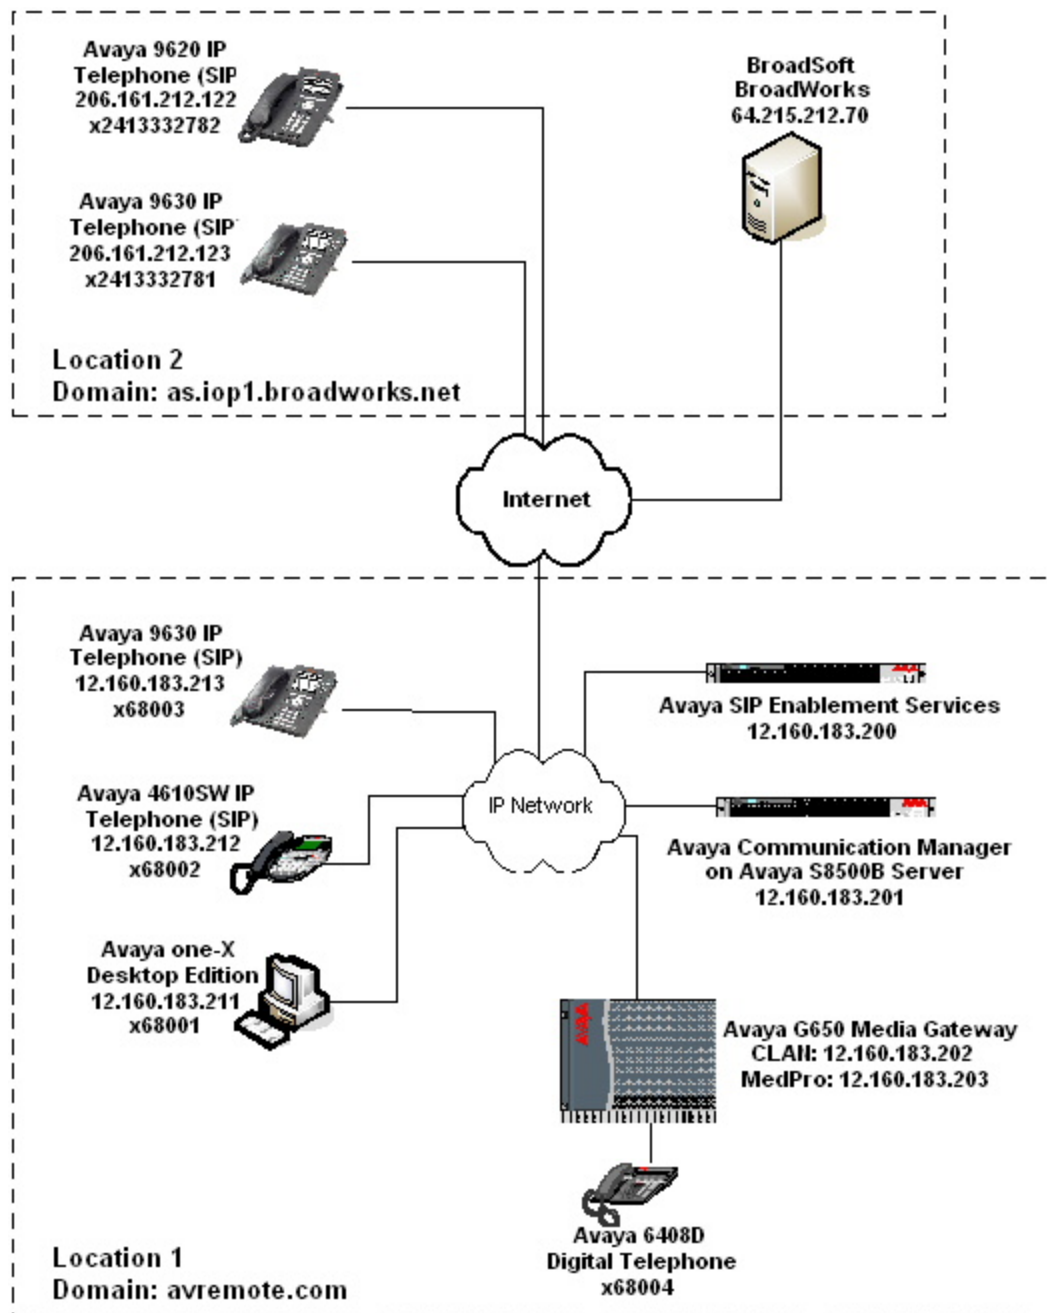 Avaya 9620 IP
Telephone (SIP
206.161.212.122
x2413332782
BroadSoft
BroadWorks
64.215.212.70
Avaya 9630 IP
Telephone (SIP
206.161.212.123
x2413332781
Location 2
Domain: as.iop1.broadworks.net
Internet
Avaya 9630 IP
Telephone (SIP)
12.160.183.213
x68003
Avaya SIP Enablement Services
12.160.183.200
Avaya 4610SW IP
Telephone (SIP)
12.160.183.212
x68002
IP Network
Avaya Communication Manager
on Avaya S8500B Server
12.160.183.201
Avaya one-X
Desktop Edition
12.160.183.211
x68001
AVAYA
Avaya G650 Media Gateway
CLAN: 12.160.183.202
MedPro: 12.160.183.203
Avaya 6408D
Digital Telephone
x68004
Location 1
Domain: avremote.com